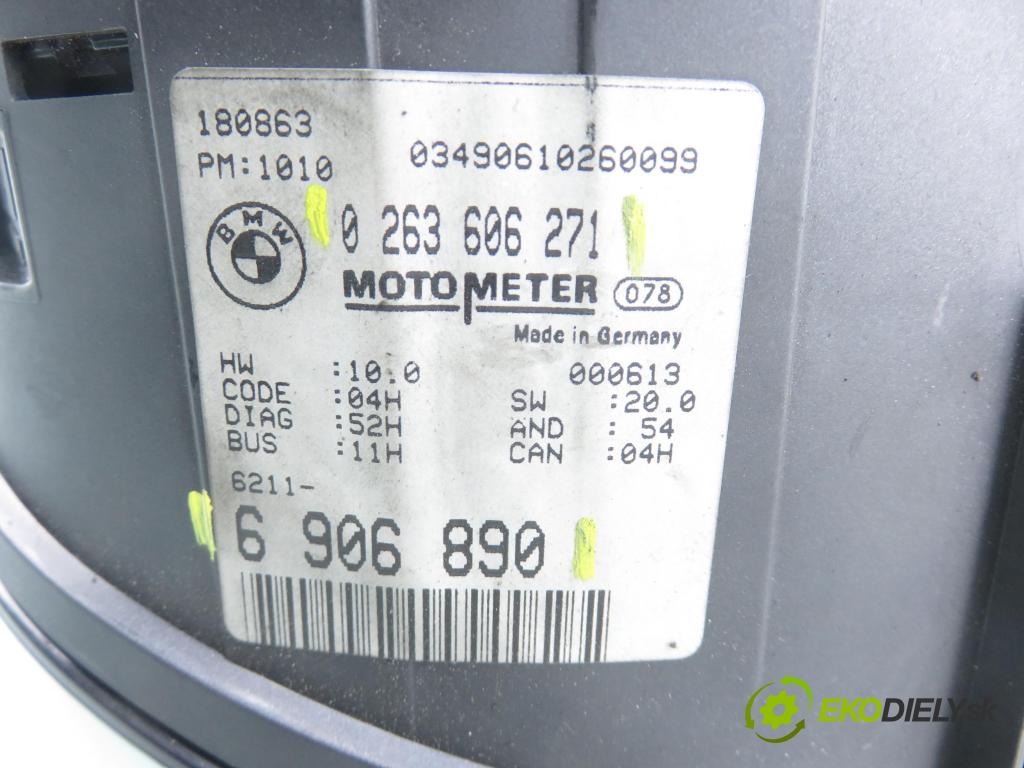 180863
PM:1010 03490610260099
BMW
0 263 606 271
MOTOMETER 078
Made in Germany
HW :10.0 000613
CODE :04H SW :20.0
DIAG :52H AND : 54
BUS :11H CAN :04H
6211-
6 906 890
EKODIELY.sk